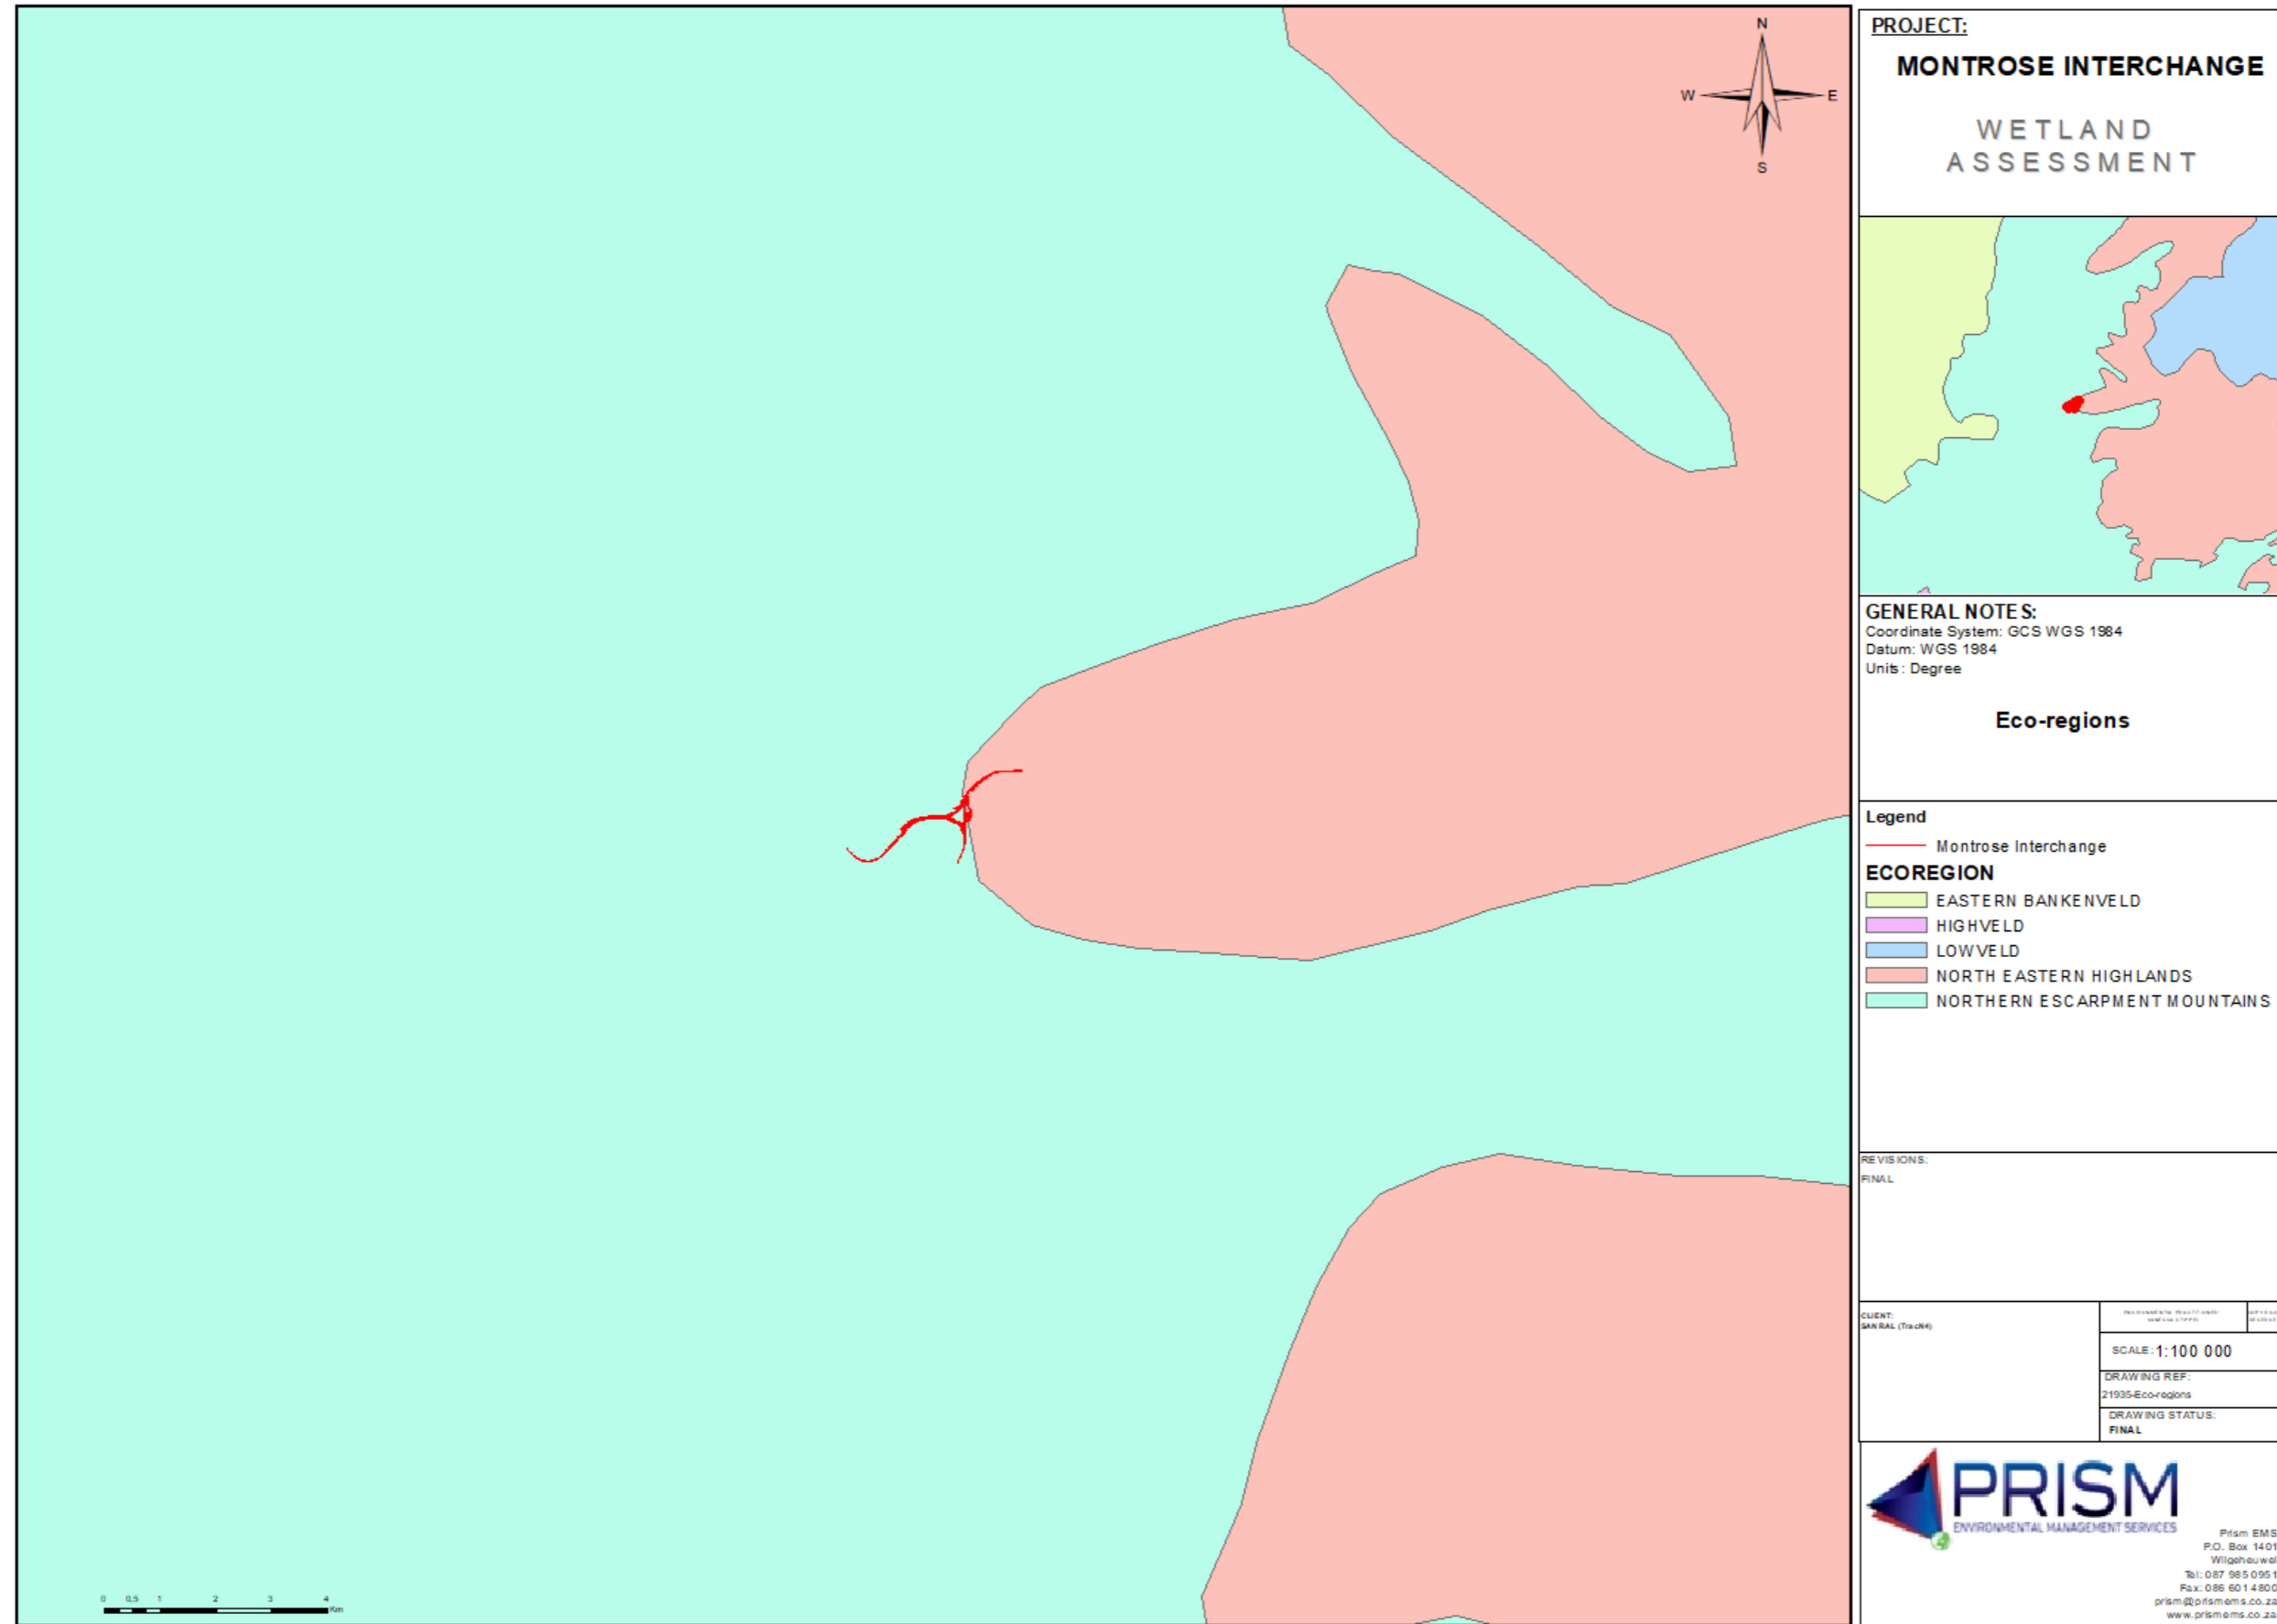 N
W
E
S
0 0,5 1 2 3 4
Km
PROJECT:
MONTROSE INTERCHANGE
WETLAND
ASSESSMENT
GENERAL NOTES:
Coordinate System: GCS WGS 1984
Datum: WGS 1984
Units: Degree
Eco-regions
Legend
Montrose Interchange
ECOREGION
EASTERN BANKENVELD
HIGHVELD
LOWVELD
NORTH EASTERN HIGHLANDS
NORTHERN ESCARPMENT MOUNTAINS
REVISIONS:
FINAL
CLIENT:
SANRAL (TracN4)
SCALE: 1:100 000
DRAWING REF:
21935-Eco-regions
DRAWING STATUS:
FINAL
PRISM
ENVIRONMENTAL MANAGEMENT SERVICES
Prism EMS
P.O. Box 1401
Wilgeheuwel
Tel: 087 985 0951
Fax: 086 601 4800
prism@prismems.co.za
www.prismems.co.za